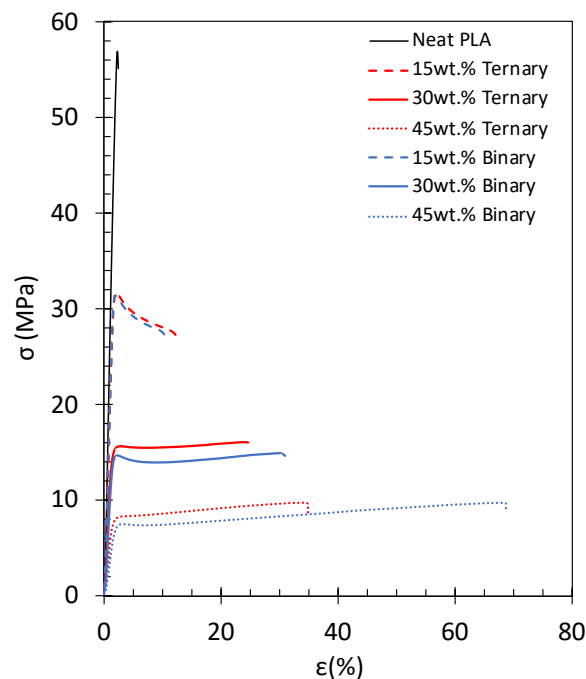 60
50
40
30
20
10
0
σ (MPa)
Neat PLA
15wt.% Ternary
30wt.% Ternary
45wt.% Ternary
15wt.% Binary
30wt.% Binary
45wt.% Binary
0 20 40 60 80
ε(%)